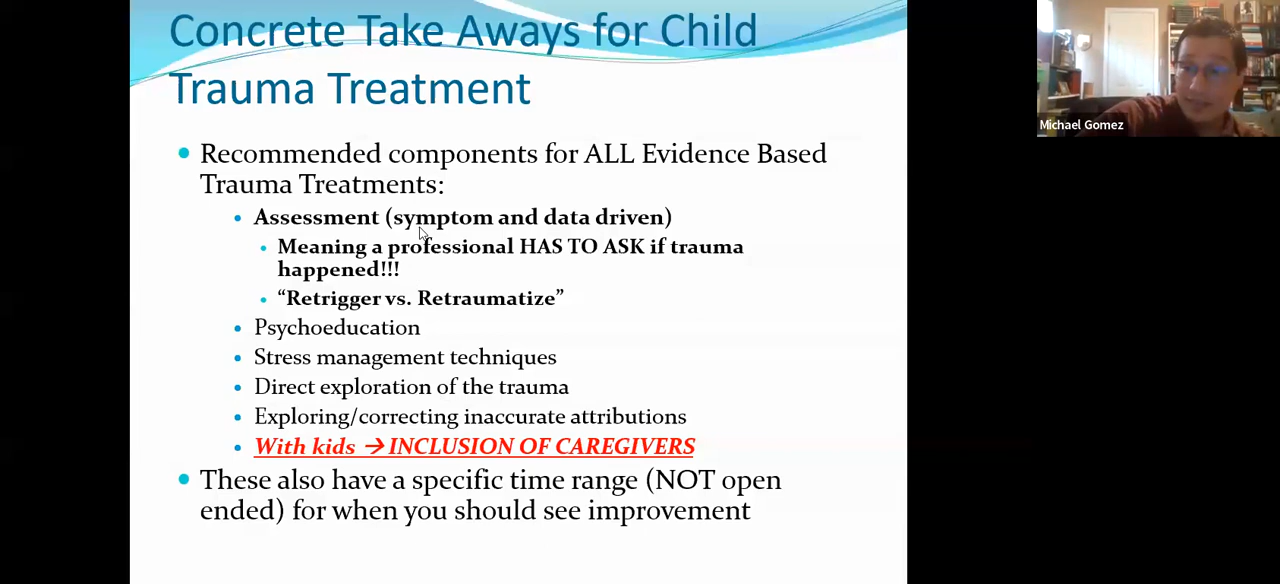 Concrete Take Aways for Child
Trauma Treatment
Michael Gomez
• Recommended components for ALL Evidence Based
Trauma Treatments:
• Assessment (symptom and data driven)
• Meaning a professional HAS TO ASK if trauma
happened!!!
• “Retrigger vs. Retraumatize”
• Psychoeducation
• Stress management techniques
• Direct exploration of the trauma
• Exploring/correcting inaccurate attributions
• With kids → INCLUSION OF CAREGIVERS
• These also have a specific time range (NOT open
ended) for when you should see improvement